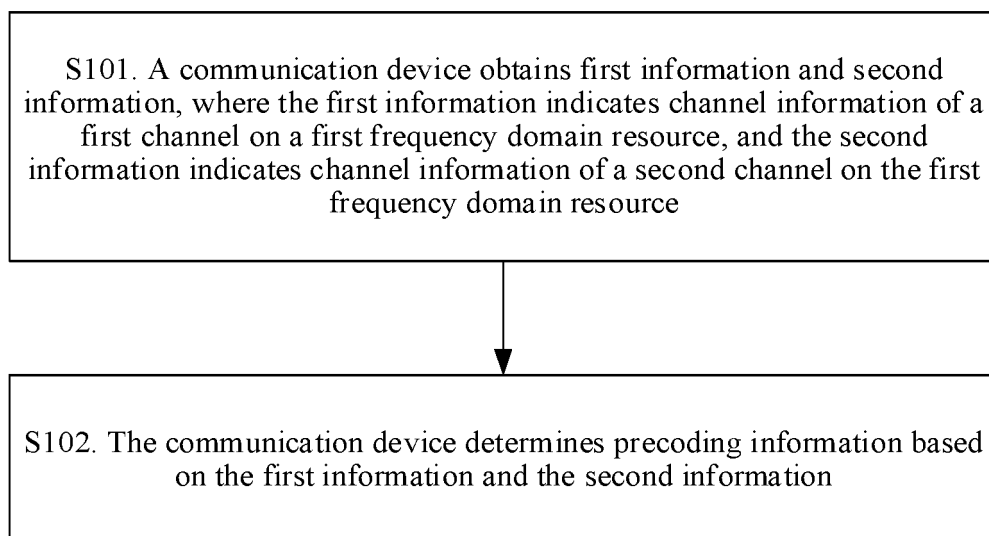 S101. A communication device obtains first information and second
information, where the first information indicates channel information of a
first channel on a first frequency domain resource, and the second
information indicates channel information of a second channel on the first
frequency domain resource
S102. The communication device determines precoding information based
on the first information and the second information